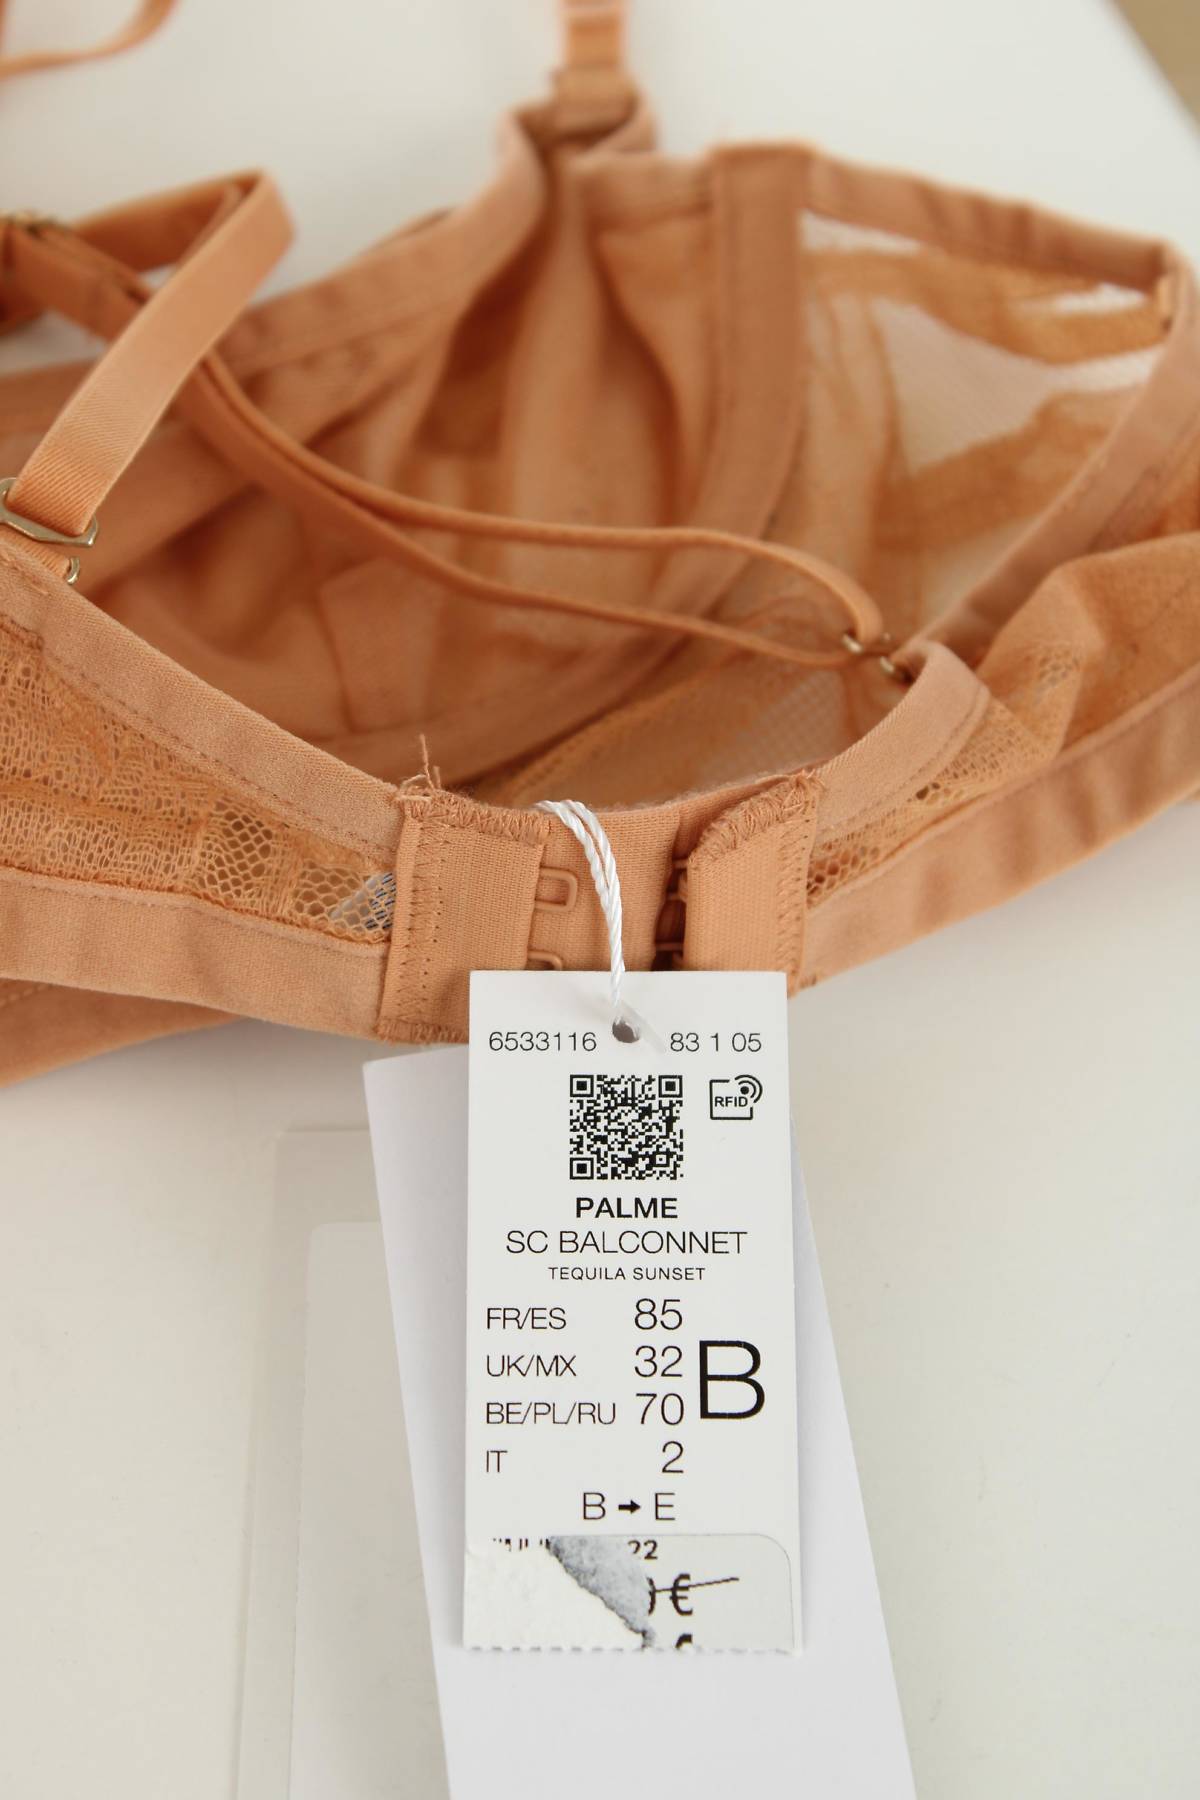 6533116 83 1 05
RFID
PALME
SC BALCONNET
TEQUILA SUNSET
FR/ES 85
UK/MX 32 B
BE/PL/RU 70
IT 2
B → E
22
€